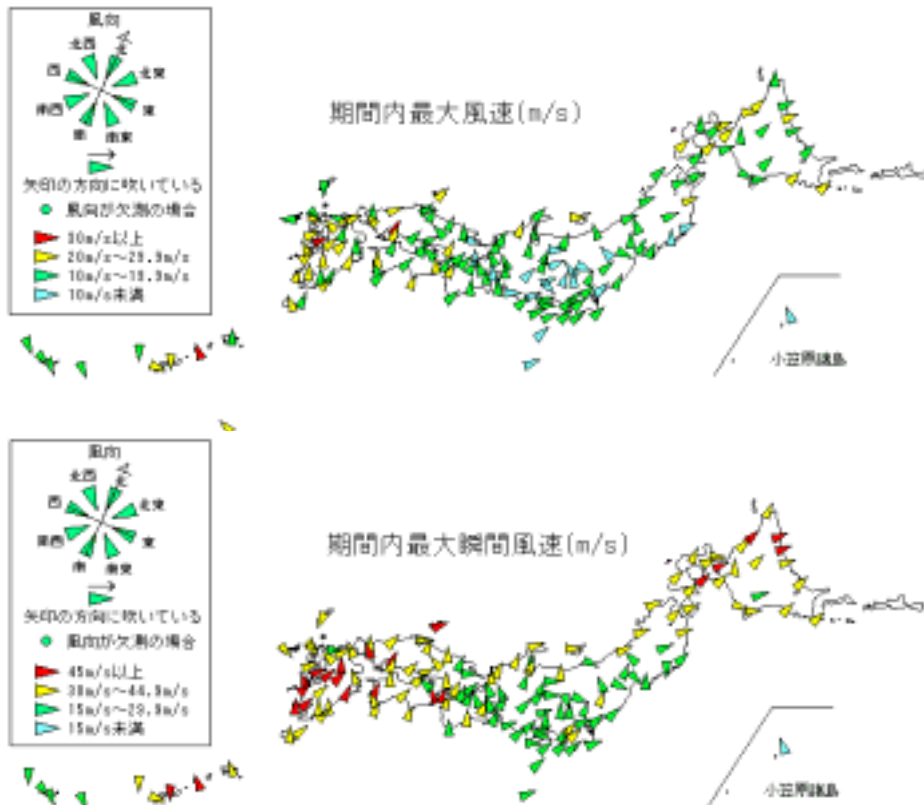 風向
北西
北
西
北東
南西
東
南
南東
期間内最大風速(m/s)
矢印の方向に吹いている
風向が欠測の場合
30m/s以上
20m/s～29.9m/s
10m/s～19.9m/s
10m/s未満
小笠原諸島
風向
北西
北
西
北東
南西
東
南
南東
期間内最大瞬間風速(m/s)
矢印の方向に吹いている
風向が欠測の場合
45m/s以上
30m/s～44.9m/s
15m/s～29.9m/s
15m/s未満
小笠原諸島